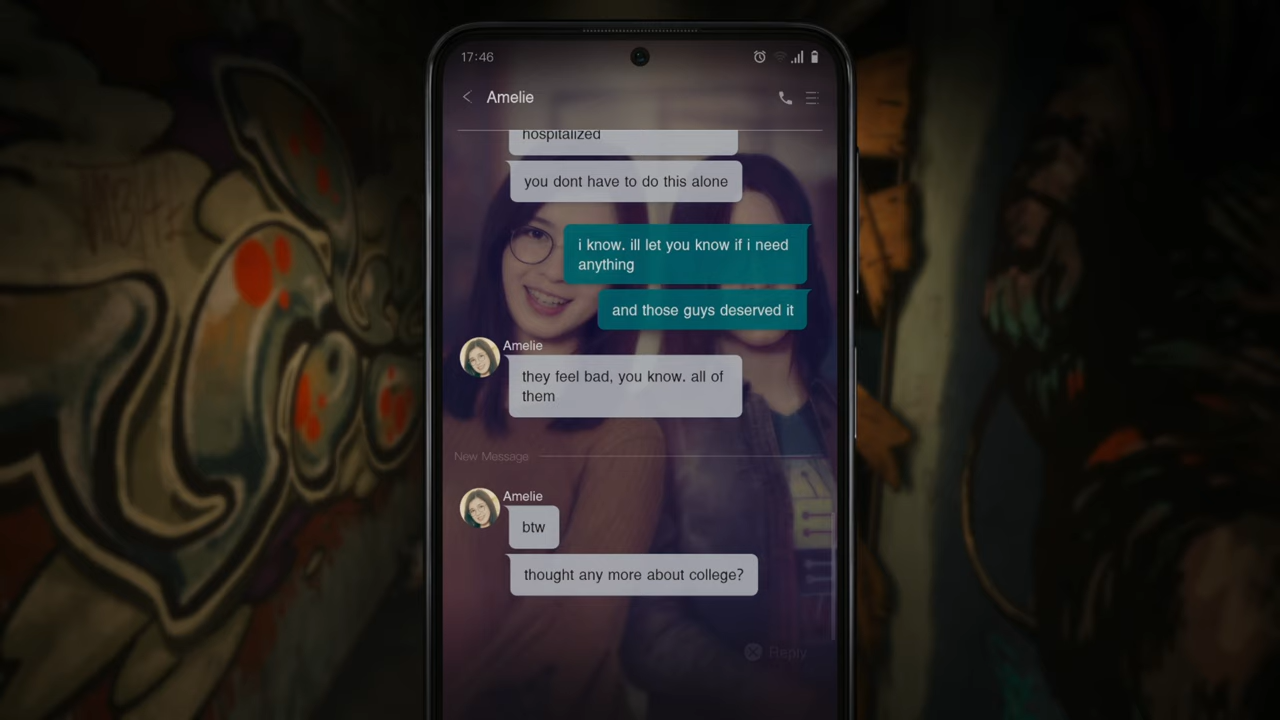 17:46
Amelie
hospitalized
you dont have to do this alone
i know. ill let you know if i need
anything
and those guys deserved it
Amelie
they feel bad, you know. all of
them
New Message
Amelie
btw
thought any more about college?
Reply